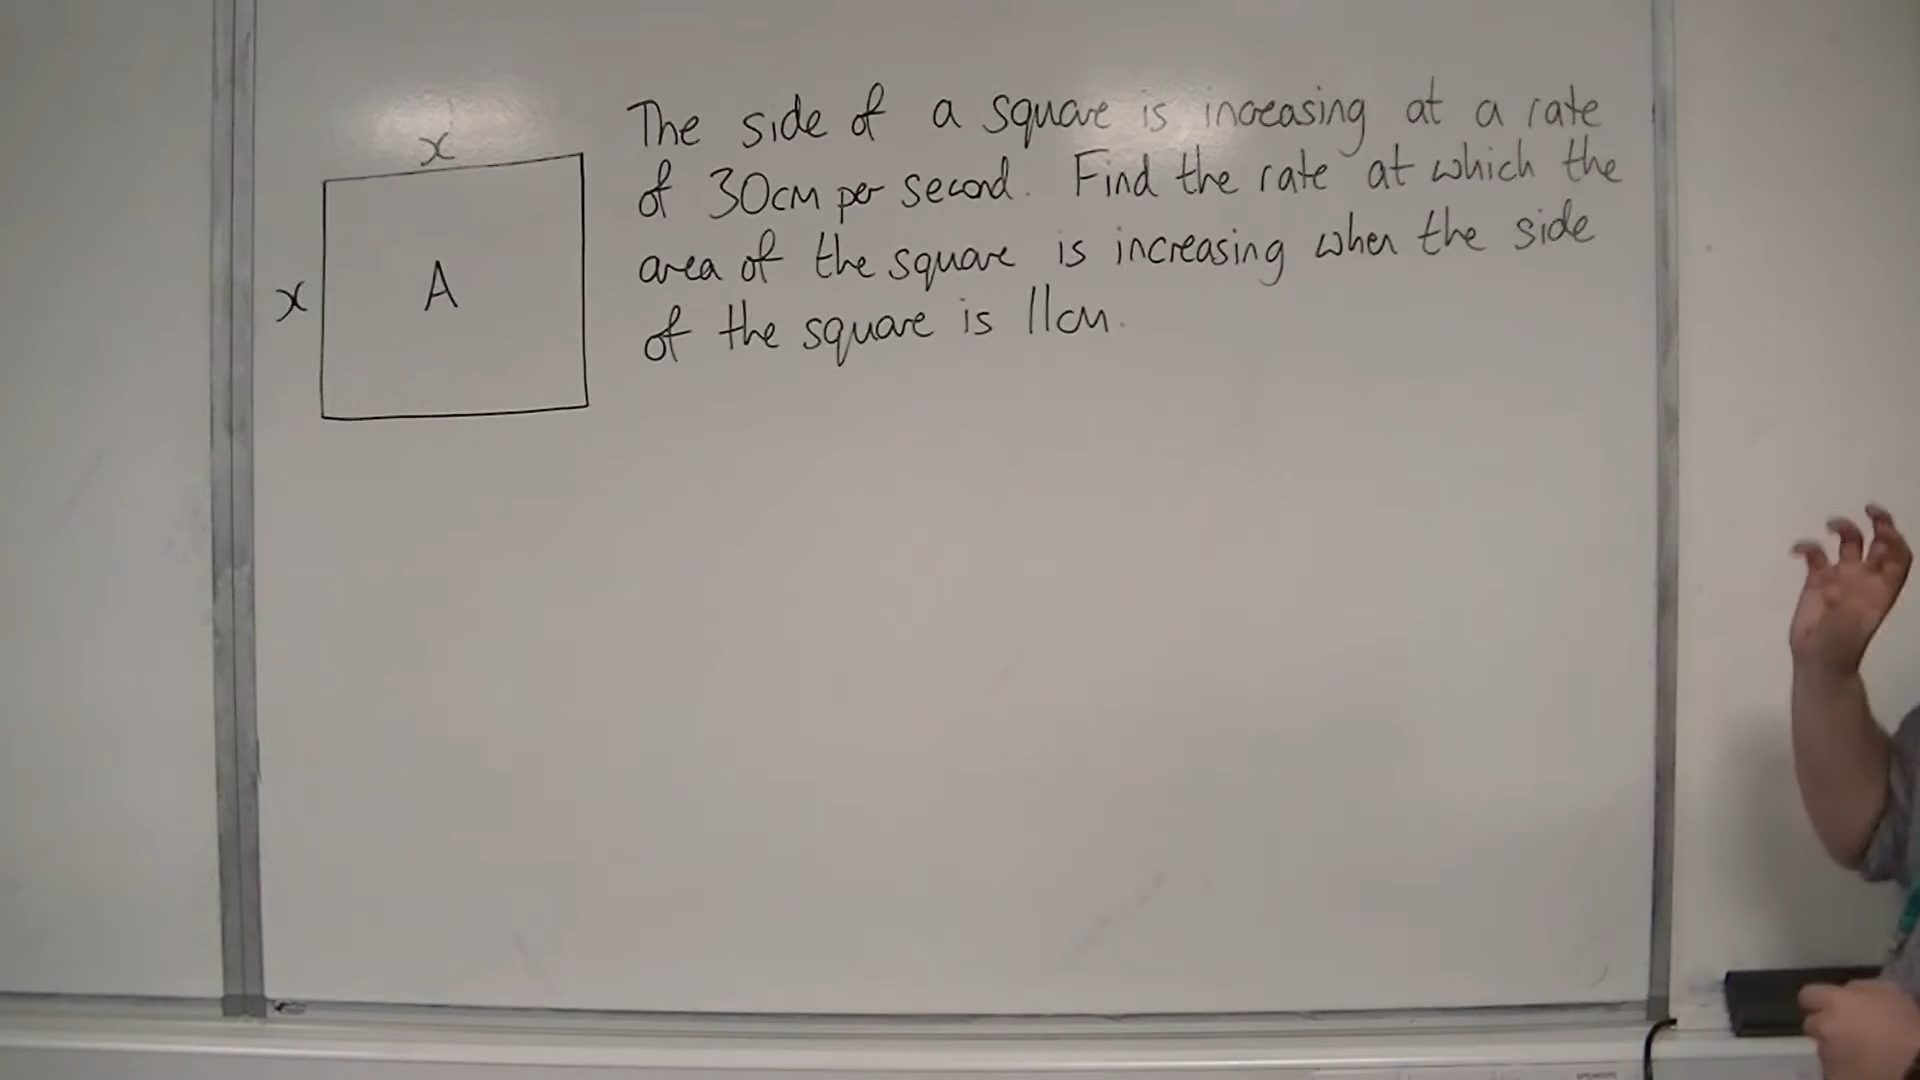 x
x
A
The side of a square is increasing at a rate
of 30cm per second. Find the rate at which the
area of the square is increasing when the side
of the square is 11cm.